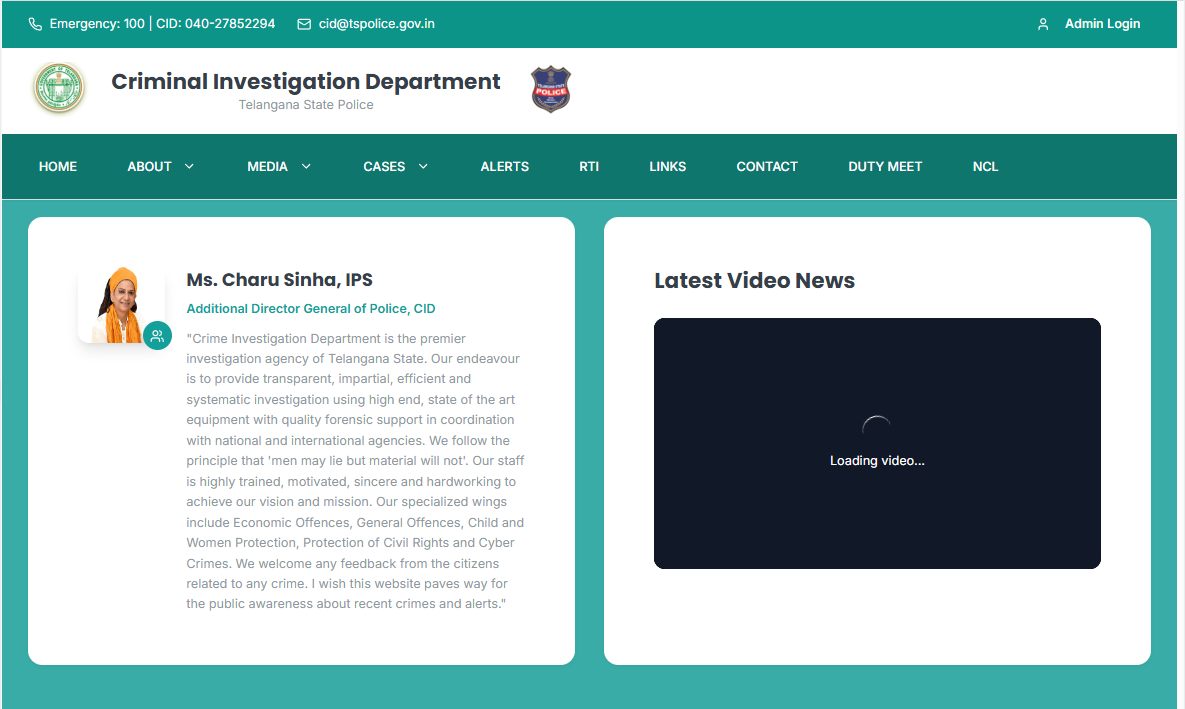 Emergency: 100 | CID: 040-27852294
cid@tspolice.gov.in
Admin Login
Criminal Investigation Department
Telangana State Police
TELANGANA STATE
POLICE
HOME
ABOUT
MEDIA
CASES
ALERTS
RTI
LINKS
CONTACT
DUTY MEET
NCL
Ms. Charu Sinha, IPS
Additional Director General of Police, CID
"Crime Investigation Department is the premier
investigation agency of Telangana State. Our endeavour
is to provide transparent, impartial, efficient and
systematic investigation using high end, state of the art
equipment with quality forensic support in coordination
with national and international agencies. We follow the
principle that 'men may lie but material will not'. Our staff
is highly trained, motivated, sincere and hardworking to
achieve our vision and mission. Our specialized wings
include Economic Offences, General Offences, Child and
Women Protection, Protection of Civil Rights and Cyber
Crimes. We welcome any feedback from the citizens
related to any crime. I wish this website paves way for
the public awareness about recent crimes and alerts."
Latest Video News
Loading video...